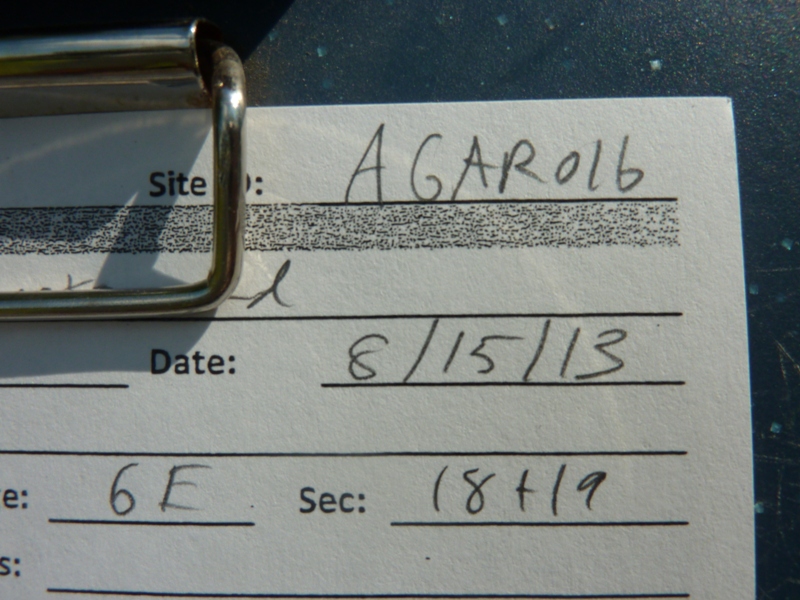 Site ID: AGAR016
Date: 8/15/13
e: 6E Sec: 18+19
s: